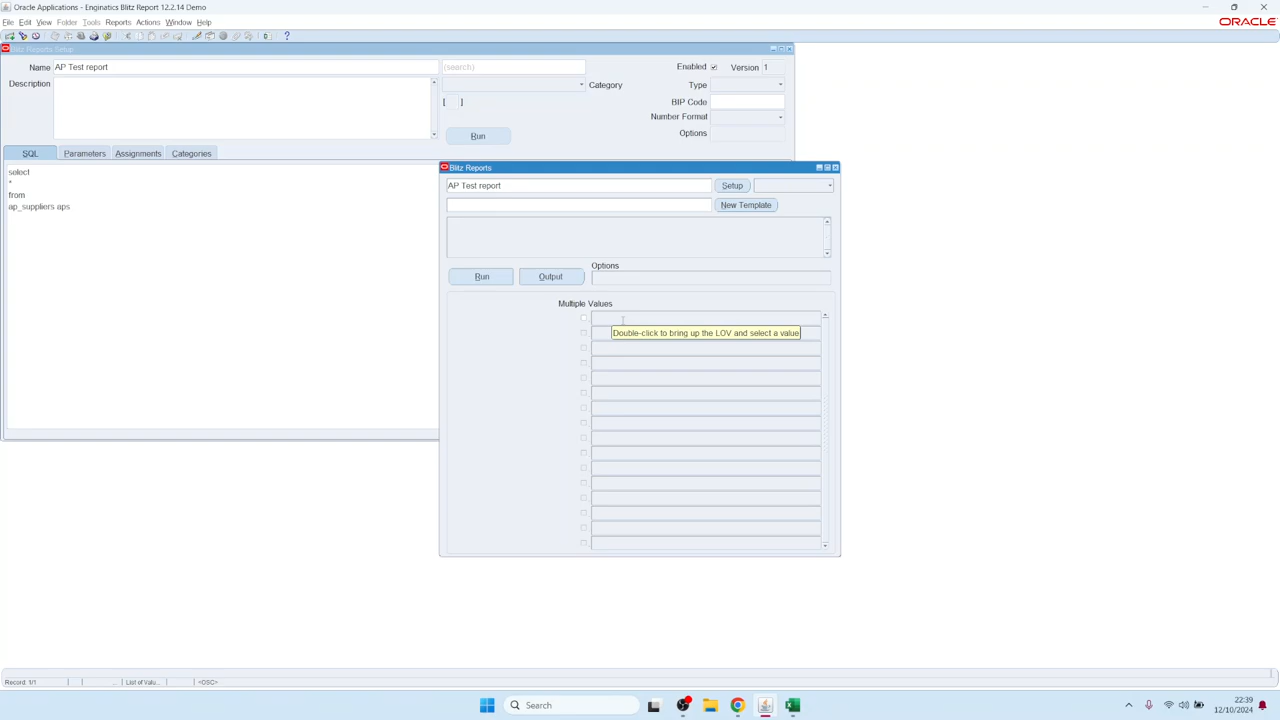 Oracle Applications - Enginatics Blitz Report 12.2.14 Demo
File Edit View Folder Tools Reports Actions Window Help
ORACLE
Blitz Reports Setup
Name AP Test report (search) Enabled Version 1
Description Category Type
[ ] BIP Code
Number Format
Run Options
SQL Parameters Assignments Categories
select
*
from
ap_suppliers aps
Blitz Reports
AP Test report Setup
New Template
Options
Run Output
Multiple Values
Double-click to bring up the LOV and select a value
Record: 1/1 ... List of Valu... <OSC>
Search
22:39
12/10/2024